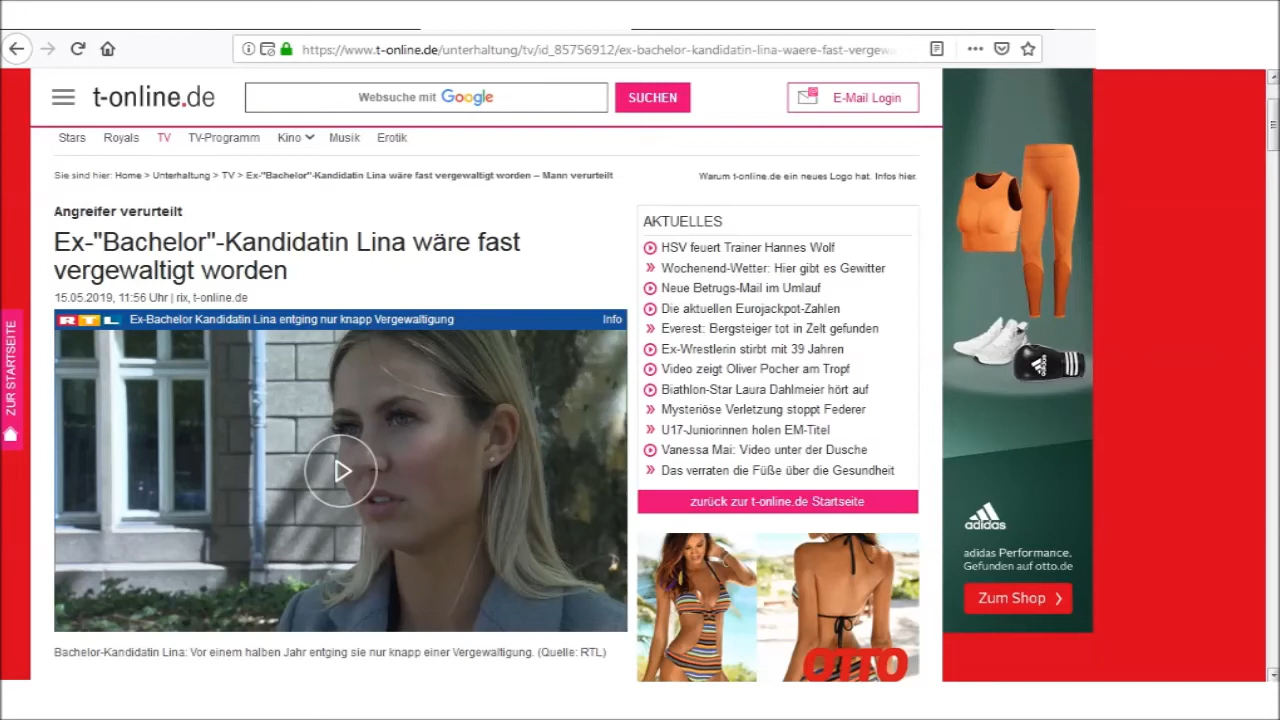 https://www.t-online.de/unterhaltung/tv/id_85756912/ex-bachelor-kandidatin-lina-waere-fast-vergewa
t-online.de
Websuche mit Google
SUCHEN
E-Mail Login
Stars Royals TV TV-Programm Kino Musik Erotik
Sie sind hier: Home > Unterhaltung > TV > Ex-"Bachelor"-Kandidatin Lina wäre fast vergewaltigt worden – Mann verurteilt
Warum t-online.de ein neues Logo hat. Infos hier.
Angreifer verurteilt
Ex-"Bachelor"-Kandidatin Lina wäre fast
vergewaltigt worden
15.05.2019, 11:56 Uhr | rix, t-online.de
RTL Ex-Bachelor Kandidatin Lina entging nur knapp Vergewaltigung Info
Bachelor-Kandidatin Lina: Vor einem halben Jahr entging sie nur knapp einer Vergewaltigung. (Quelle: RTL)
ZUR STARTSEITE
AKTUELLES
HSV feuert Trainer Hannes Wolf
Wochenend-Wetter: Hier gibt es Gewitter
Neue Betrugs-Mail im Umlauf
Die aktuellen Eurojackpot-Zahlen
Everest: Bergsteiger tot in Zelt gefunden
Ex-Wrestlerin stirbt mit 39 Jahren
Video zeigt Oliver Pocher am Tropf
Biathlon-Star Laura Dahlmeier hört auf
Mysteriöse Verletzung stoppt Federer
U17-Juniorinnen holen EM-Titel
Vanessa Mai: Video unter der Dusche
Das verraten die Füße über die Gesundheit
zurück zur t-online.de Startseite
OTTO
adidas
adidas
adidas Performance.
Gefunden auf otto.de
Zum Shop